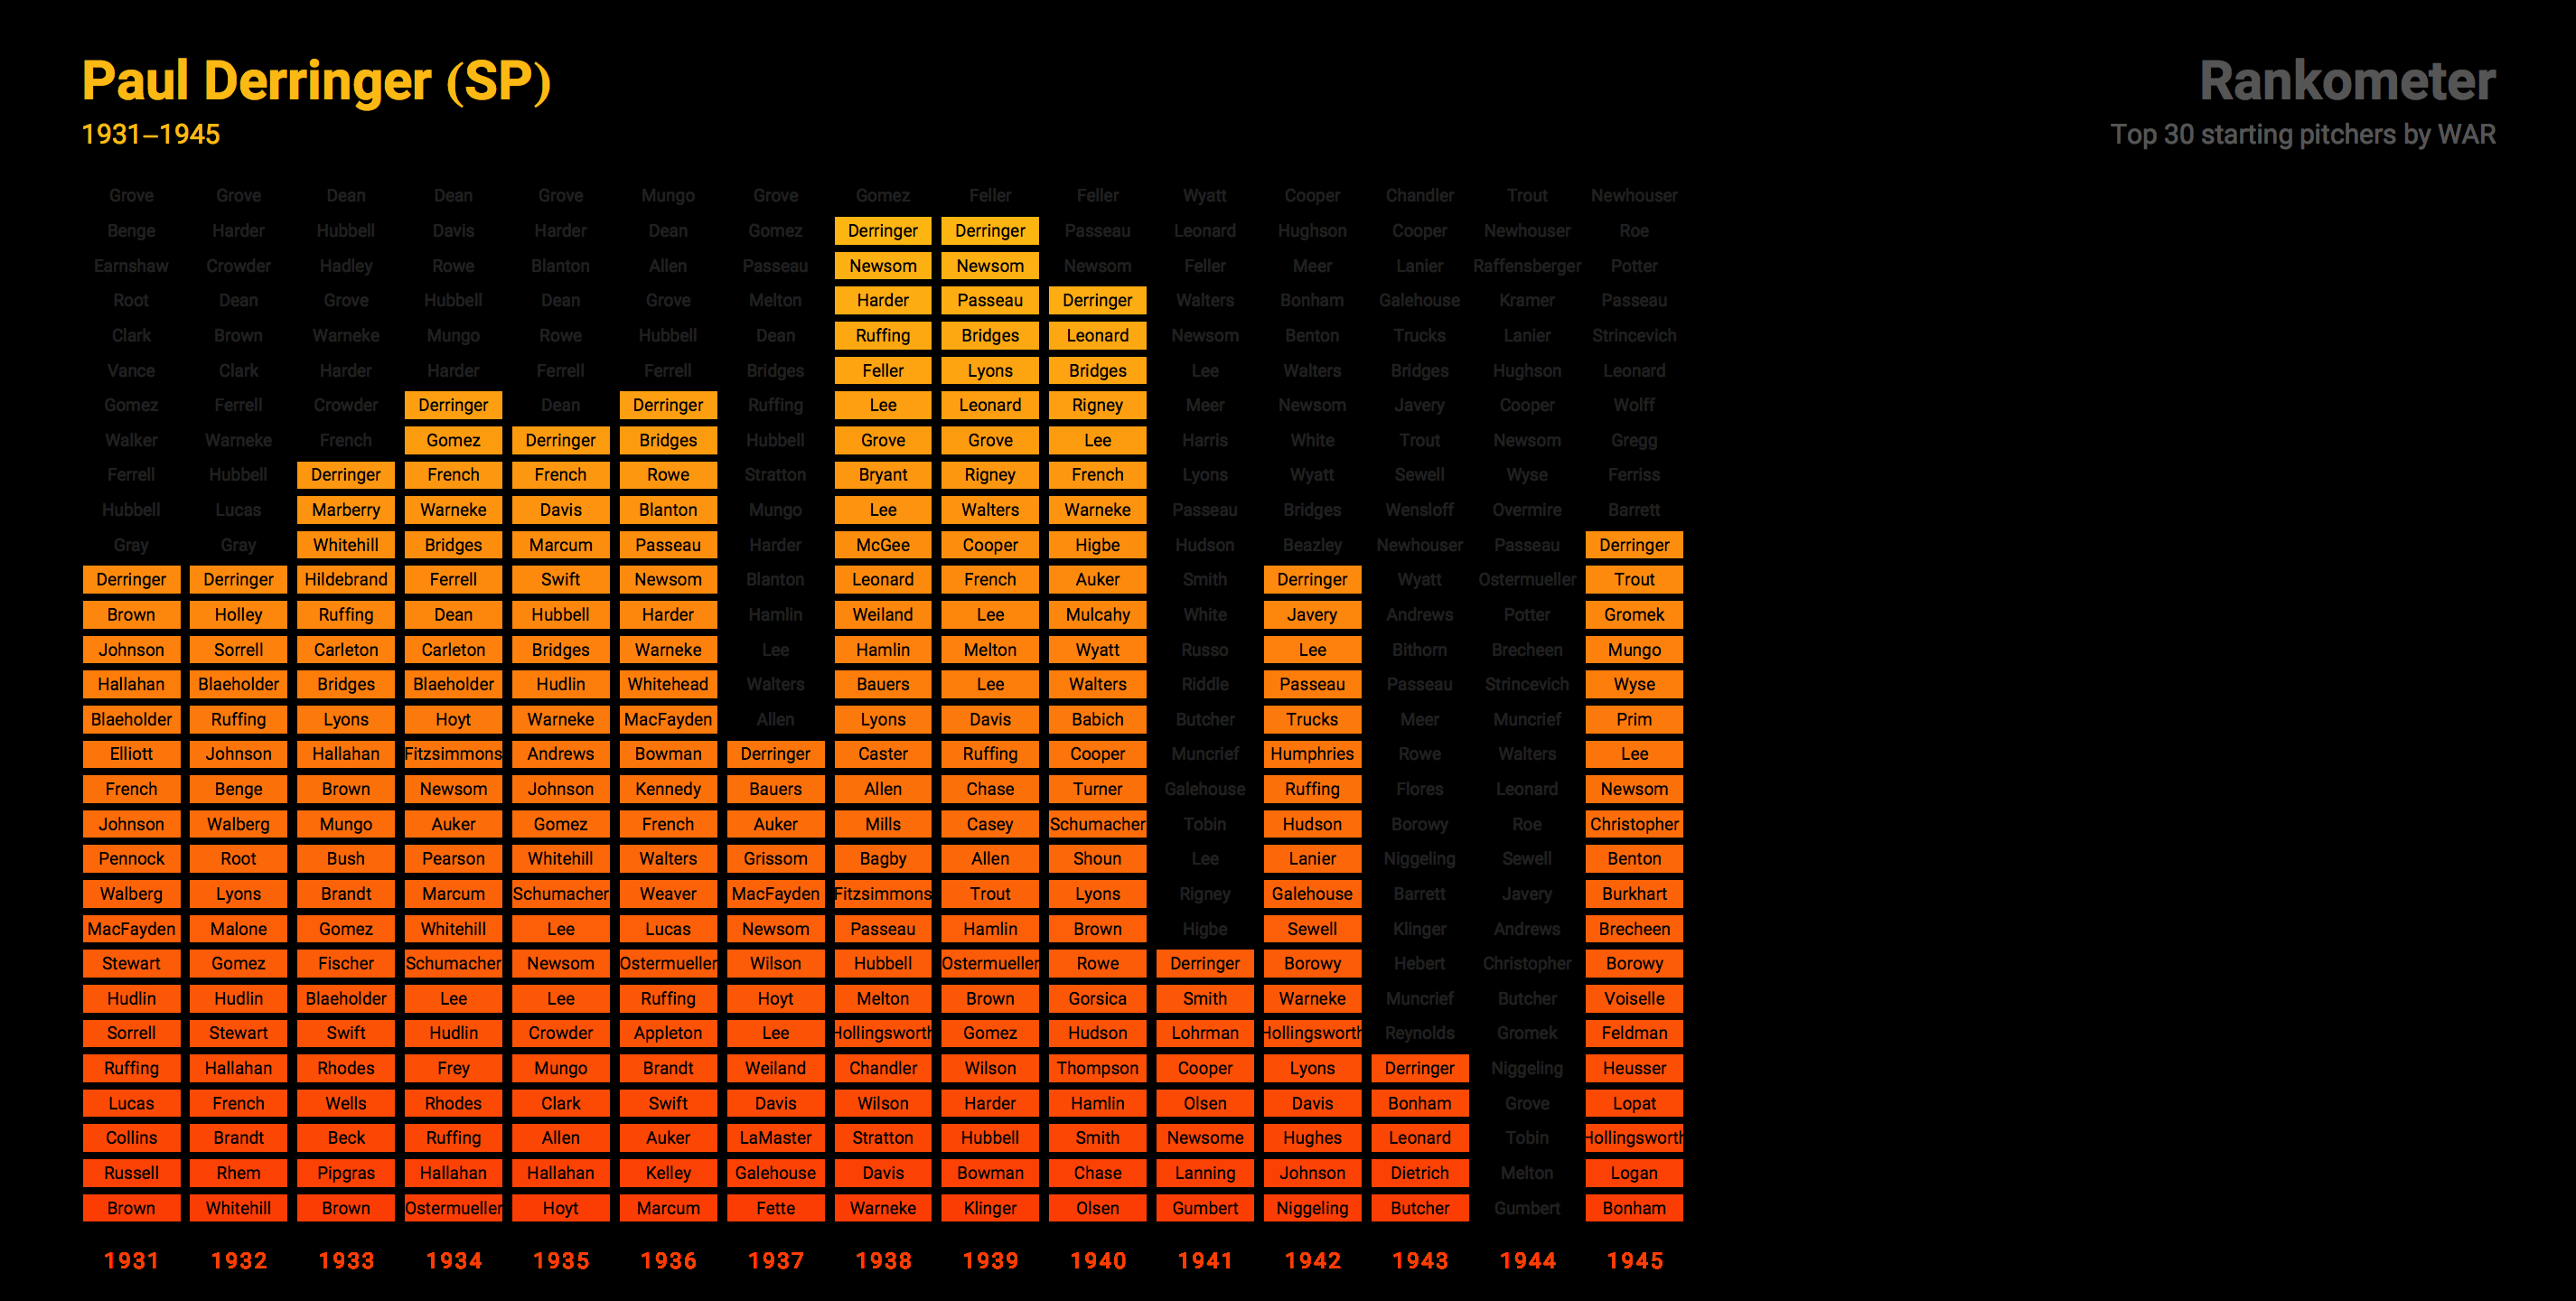 Paul Derringer (SP)
1931–1945
Rankometer
Top 30 starting pitchers by WAR
Grove Grove Dean Dean Grove Mungo Grove Gomez Feller Feller Wyatt Cooper Chandler Trout Newhouser
Benge Harder Hubbell Davis Harder Dean Gomez Derringer Derringer Passeau Leonard Hughson Cooper Newhouser Roe
Earnshaw Crowder Hadley Rowe Blanton Allen Passeau Newsom Newsom Newsom Feller Meer Lanier Raffensberger Potter
Root Dean Grove Hubbell Dean Grove Melton Harder Passeau Derringer Walters Bonham Galehouse Kramer Passeau
Clark Brown Warneke Mungo Rowe Hubbell Dean Ruffing Bridges Leonard Newsom Benton Trucks Lanier Strincevich
Vance Clark Harder Harder Ferrell Ferrell Bridges Feller Lyons Bridges Lee Walters Bridges Hughson Leonard
Gomez Ferrell Crowder Derringer Dean Derringer Ruffing Lee Leonard Rigney Meer Newsom Javery Cooper Wolff
Walker Warneke French Gomez Derringer Bridges Hubbell Grove Grove Lee Harris White Trout Newsom Gregg
Ferrell Hubbell Derringer French French Rowe Stratton Bryant Rigney French Lyons Wyatt Sewell Wyse Ferriss
Hubbell Lucas Marberry Warneke Davis Blanton Mungo Lee Walters Warneke Passeau Bridges Wensloff Overmire Barrett
Gray Gray Whitehill Bridges Marcum Passeau Harder McGee Cooper Higbe Hudson Beazley Newhouser Passeau Derringer
Derringer Derringer Hildebrand Ferrell Swift Newsom Blanton Leonard French Auker Smith Derringer Wyatt Ostermueller Trout
Brown Holley Ruffing Dean Hubbell Harder Hamlin Weiland Lee Mulcahy White Javery Andrews Potter Gromek
Johnson Sorrell Carleton Carleton Bridges Warneke Lee Hamlin Melton Wyatt Russo Lee Bithorn Brecheen Mungo
Hallahan Blaeholder Bridges Blaeholder Hudlin Whitehead Walters Bauers Lee Walters Riddle Passeau Passeau Strincevich Wyse
Blaeholder Ruffing Lyons Hoyt Warneke MacFayden Allen Lyons Davis Babich Butcher Trucks Meer Muncrief Prim
Elliott Johnson Hallahan Fitzsimmons Andrews Bowman Derringer Caster Ruffing Cooper Muncrief Humphries Rowe Walters Lee
French Benge Brown Newsom Johnson Kennedy Bauers Allen Chase Turner Galehouse Ruffing Flores Leonard Newsom
Johnson Walberg Mungo Auker Gomez French Auker Mills Casey Schumacher Tobin Hudson Borowy Roe Christopher
Pennock Root Bush Pearson Whitehill Walters Grissom Bagby Allen Shoun Lee Lanier Niggeling Sewell Benton
Walberg Lyons Brandt Marcum Schumacher Weaver MacFayden Fitzsimmons Trout Lyons Rigney Galehouse Barrett Javery Burkhart
MacFayden Malone Gomez Whitehill Lee Lucas Newsom Passeau Hamlin Brown Higbe Sewell Klinger Andrews Brecheen
Stewart Gomez Fischer Schumacher Newsom Ostermueller Wilson Hubbell Ostermueller Rowe Derringer Borowy Hebert Christopher Borowy
Hudlin Hudlin Blaeholder Lee Lee Ruffing Hoyt Melton Brown Gorsica Smith Warneke Muncrief Butcher Voiselle
Sorrell Stewart Swift Hudlin Crowder Appleton Lee Hollingsworth Gomez Hudson Lohrman Hollingsworth Reynolds Gromek Feldman
Ruffing Hallahan Rhodes Frey Mungo Brandt Weiland Chandler Wilson Thompson Cooper Lyons Derringer Niggeling Heusser
Lucas French Wells Rhodes Clark Swift Davis Wilson Harder Hamlin Olsen Davis Bonham Grove Lopat
Collins Brandt Beck Ruffing Allen Auker LaMaster Stratton Hubbell Smith Newsome Hughes Leonard Tobin Hollingsworth
Russell Rhem Pipgras Hallahan Hallahan Kelley Galehouse Davis Bowman Chase Lanning Johnson Dietrich Melton Logan
Brown Whitehill Brown Ostermueller Hoyt Marcum Fette Warneke Klinger Olsen Gumbert Niggeling Butcher Gumbert Bonham
1931 1932 1933 1934 1935 1936 1937 1938 1939 1940 1941 1942 1943 1944 1945